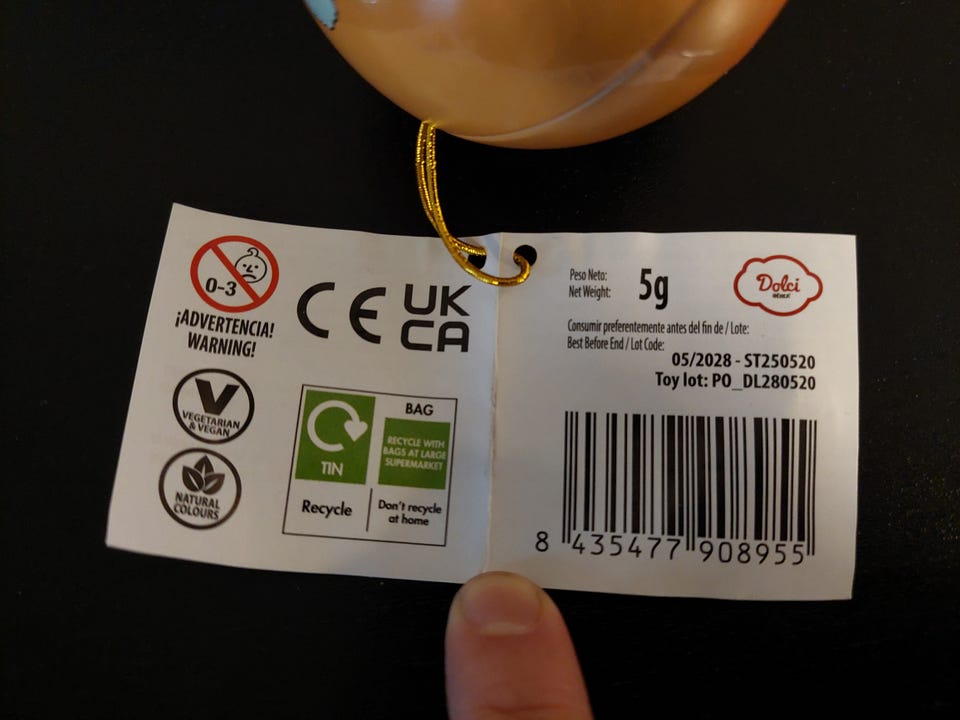 0-3
¡ADVERTENCIA!
WARNING!
CE
UK
CA
V
VEGETARIAN
& VEGAN
NATURAL
COLOURS
TIN
Recycle
BAG
RECYCLE WITH
BAGS AT LARGE
SUPERMARKET
Don't recycle
at home
Peso Neto:
Net Weight:
5g
Dolci
Consumir preferentemente antes del fin de / Lote:
Best Before End / Lot Code:
05/2028 - ST250520
Toy lot: PO_DL280520
8 435477 908955